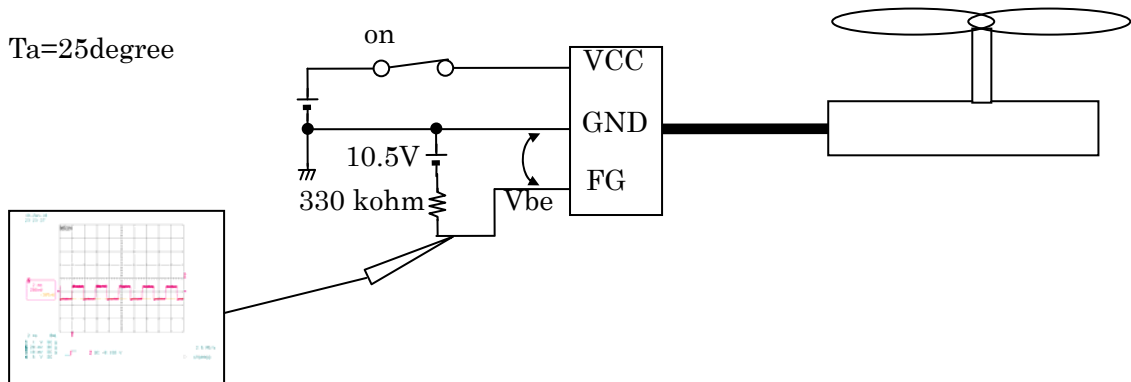 Ta=25degree
on
VCC
GND
10.5V
330 kohm
Vbe
FG